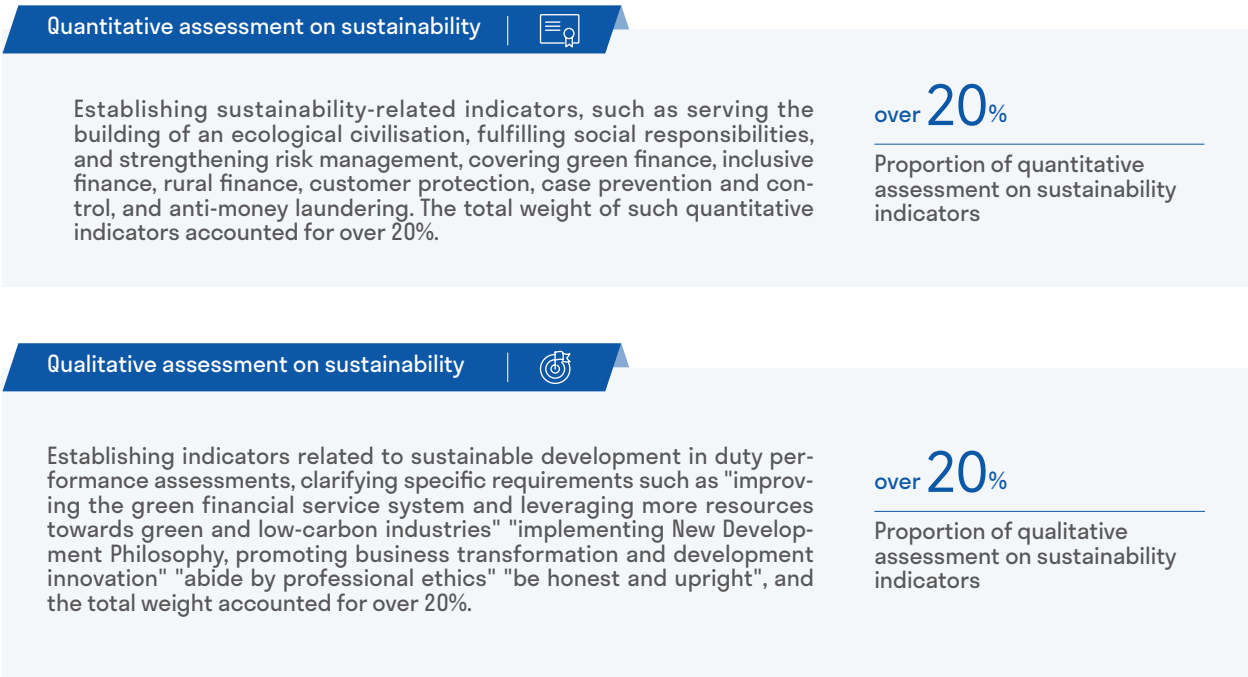 Quantitative assessment on sustainability
Establishing sustainability-related indicators, such as serving the
building of an ecological civilisation, fulfilling social responsibilities,
and strengthening risk management, covering green finance, inclusive
finance, rural finance, customer protection, case prevention and con-
trol, and anti-money laundering. The total weight of such quantitative
indicators accounted for over 20%.
over 20%
Proportion of quantitative
assessment on sustainability
indicators
Qualitative assessment on sustainability
Establishing indicators related to sustainable development in duty per-
formance assessments, clarifying specific requirements such as "improv-
ing the green financial service system and leveraging more resources
towards green and low-carbon industries" "implementing New Develop-
ment Philosophy, promoting business transformation and development
innovation" "abide by professional ethics" "be honest and upright", and
the total weight accounted for over 20%.
over 20%
Proportion of qualitative
assessment on sustainability
indicators